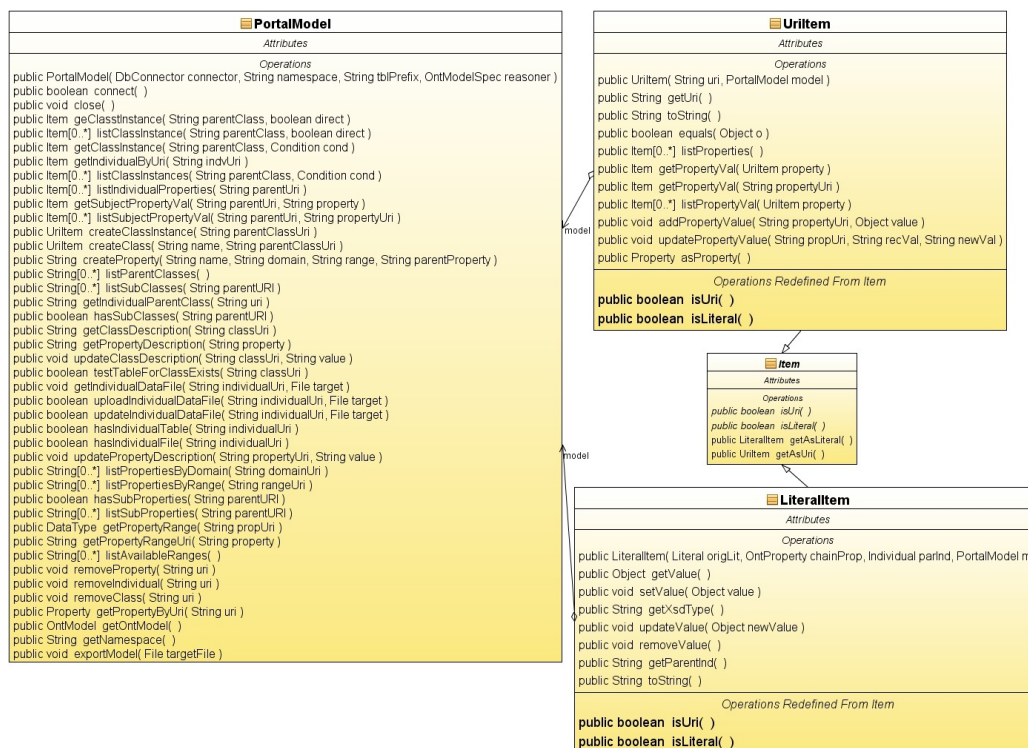 PortalModel
Attributes
Operations
public PortalModel( DbConnector connector, String namespace, String tblPrefix, OntModelSpec reasoner )
public boolean connect( )
public void close( )
public Item geClasstInstance( String parentClass, boolean direct )
public Item[0..*] listClassInstance( String parentClass, boolean direct )
public Item getClassInstance( String parentClass, Condition cond )
public Item getIndividualByUri( String indvUri )
public Item[0..*] listClassInstances( String parentClass, Condition cond )
public Item[0..*] listIndividualProperties( String parentUri )
public Item getSubjectPropertyVal( String parentUri, String property )
public Item[0..*] listSubjectPropertyVal( String parentUri, String propertyUri )
public UriItem createClassInstance( String parentClassUri )
public UriItem createClass( String name, String parentClassUri )
public String createProperty( String name, String domain, String range, String parentProperty )
public String[0..*] listParentClasses( )
public String[0..*] listSubClasses( String parentURI )
public String getIndividualParentClass( String uri )
public boolean hasSubClasses( String parentURI )
public String getClassDescription( String classUri )
public String getPropertyDescription( String property )
public void updateClassDescription( String classUri, String value )
public boolean testTableForClassExists( String classUri )
public void getIndividualDataFile( String individualUri, File target )
public boolean uploadIndividualDataFile( String individualUri, File target )
public boolean updateIndividualDataFile( String individualUri, File target )
public boolean hasIndividualTable( String individualUri )
public boolean hasIndividualFile( String individualUri )
public void updatePropertyDescription( String propertyUri, String value )
public String[0..*] listPropertiesByDomain( String domainUri )
public String[0..*] listPropertiesByRange( String rangeUri )
public boolean hasSubProperties( String parentURI )
public String[0..*] listSubProperties( String parentURI )
public DataType getPropertyRange( String propUri )
public String getPropertyRangeUri( String property )
public String[0..*] listAvailableRanges( )
public void removeProperty( String uri )
public void removeIndividual( String uri )
public void removeClass( String uri )
public Property getPropertyByUri( String uri )
public OntModel getOntModel( )
public String getNamespace( )
public void exportModel( File targetFile )
model
model
UriItem
Attributes
Operations
public UriItem( String uri, PortalModel model )
public String getUri( )
public String toString( )
public boolean equals( Object o )
public Item[0..*] listProperties( )
public Item getPropertyVal( UriItem property )
public Item getPropertyVal( String propertyUri )
public Item[0..*] listPropertyVal( UriItem property )
public void addPropertyValue( String propertyUri, Object value )
public void updatePropertyValue( String propUri, String recVal, String newVal )
public Property asProperty( )
Operations Redefined From Item
public boolean isUri( )
public boolean isLiteral( )
Item
Attributes
Operations
public boolean isUri( )
public boolean isLiteral( )
public LiteralItem getAsLiteral( )
public UriItem getAsUri( )
LiteralItem
Attributes
Operations
public LiteralItem( Literal origLit, OntProperty chainProp, Individual parInd, PortalModel m
public Object getValue( )
public void setValue( Object value )
public String getXsdType( )
public void updateValue( Object newValue )
public void removeValue( )
public String getParentInd( )
public String toString( )
Operations Redefined From Item
public boolean isUri( )
public boolean isLiteral( )